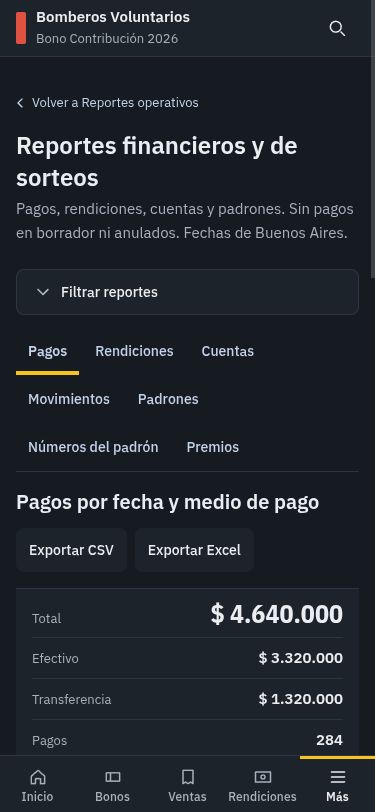 Bomberos Voluntarios
Bono Contribución 2026
Volver a Reportes operativos
Reportes financieros y de
sorteos
Pagos, rendiciones, cuentas y padrones. Sin pagos
en borrador ni anulados. Fechas de Buenos Aires.
Filtrar reportes
Pagos Rendiciones Cuentas
Movimientos Padrones
Números del padrón Premios
Pagos por fecha y medio de pago
Exportar CSV Exportar Excel
Total $ 4.640.000
Efectivo $ 3.320.000
Transferencia $ 1.320.000
Pagos 284
Inicio Bonos Ventas Rendiciones Más